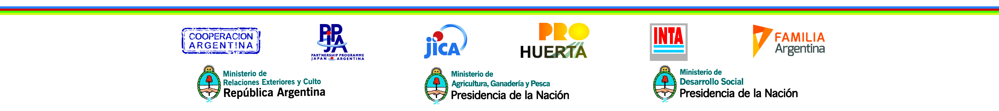 COOPERACION
ARGENTINA
PPJA
PARTNERSHIP PROGRAMME
JAPAN ARGENTINA
jica
PRO
HUERTA
INTA
FAMILIA
Argentina
Ministerio de
Relaciones Exteriores y Culto
República Argentina
Ministerio de
Agricultura, Ganadería y Pesca
Presidencia de la Nación
Ministerio de
Desarrollo Social
Presidencia de la Nación